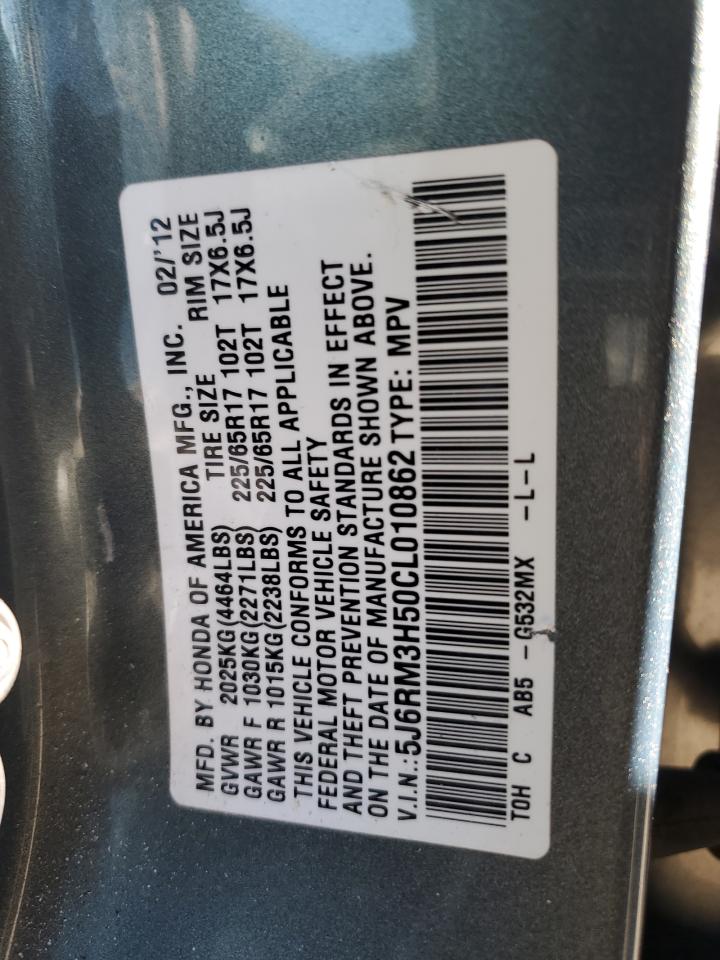 MFD. BY HONDA OF AMERICA MFG., INC. 02/'12
GVWR 2025KG(4464LBS) TIRE SIZE RIM SIZE
GAWR F 1030KG(2271LBS) 225/65R17 102T 17X6.5J
GAWR R 1015KG(2238LBS) 225/65R17 102T 17X6.5J
THIS VEHICLE CONFORMS TO ALL APPLICABLE
FEDERAL MOTOR VEHICLE SAFETY
AND THEFT PREVENTION STANDARDS IN EFFECT
ON THE DATE OF MANUFACTURE SHOWN ABOVE.
V.I.N.:5J6RM3H50CL010862 TYPE: MPV
TOH C AB5 -G532MX -L-L